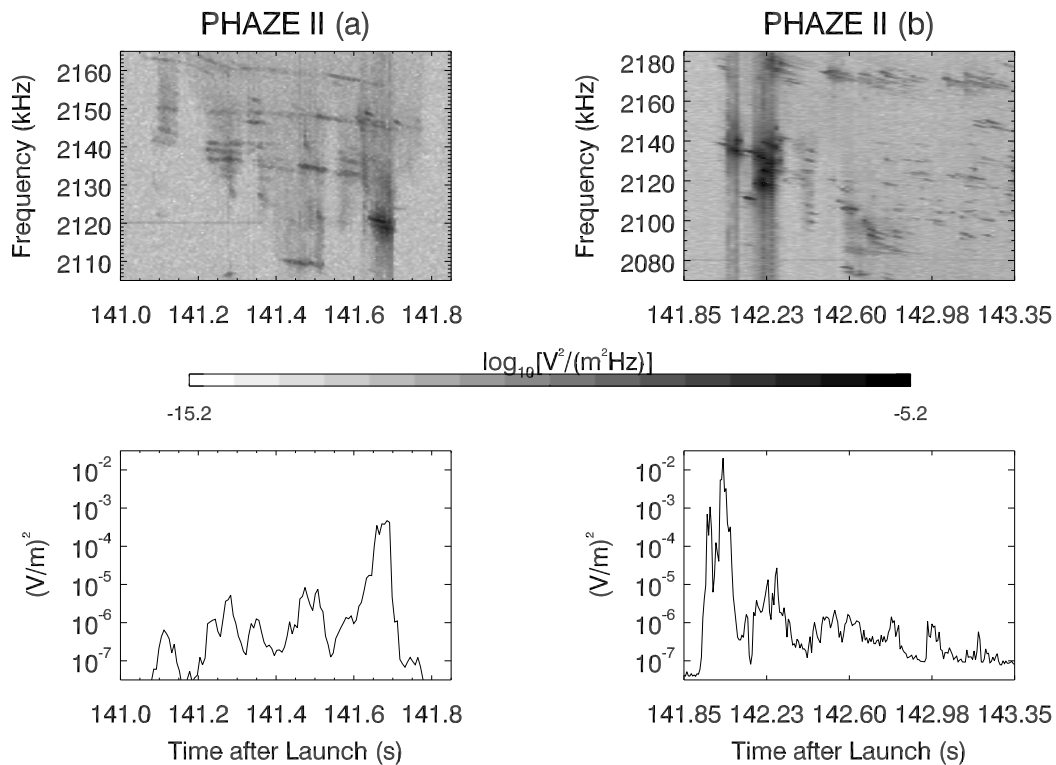 PHAZE II (a)
PHAZE II (b)
Frequency (kHz)
2160
2150
2140
2130
2120
2110
141.0 141.2 141.4 141.6 141.8
Frequency (kHz)
2180
2160
2140
2120
2100
2080
141.85 142.23 142.60 142.98 143.35
log₁₀[V²/(m²Hz)]
-15.2
-5.2
(V/m)²
10⁻²
10⁻³
10⁻⁴
10⁻⁵
10⁻⁶
10⁻⁷
141.0 141.2 141.4 141.6 141.8
Time after Launch (s)
(V/m)²
10⁻²
10⁻³
10⁻⁴
10⁻⁵
10⁻⁶
10⁻⁷
141.85 142.23 142.60 142.98 143.35
Time after Launch (s)